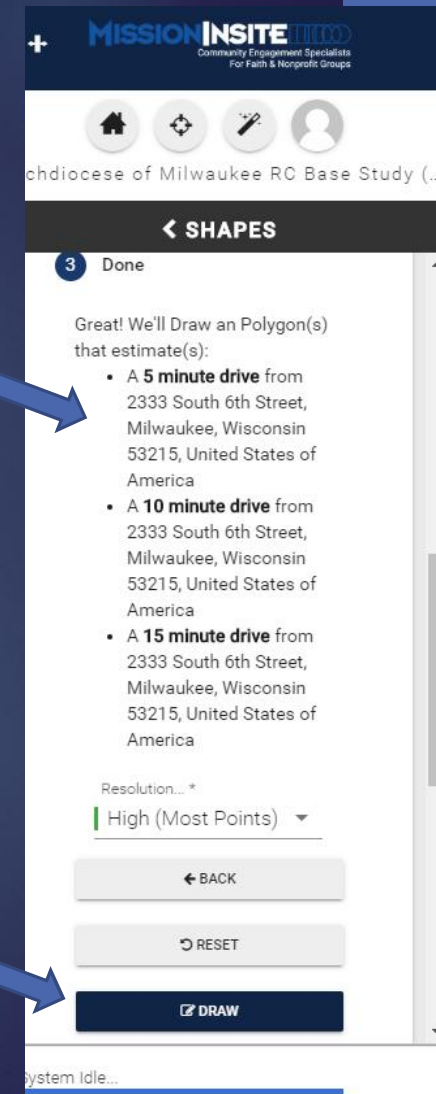 + MISSIONINSITE
Community Engagement Specialists
For Faith & Nonprofit Groups
chdiocese of Milwaukee RC Base Study (...
< SHAPES
3 Done
Great! We'll Draw an Polygon(s)
that estimate(s):
• A 5 minute drive from
2333 South 6th Street,
Milwaukee, Wisconsin
53215, United States of
America
• A 10 minute drive from
2333 South 6th Street,
Milwaukee, Wisconsin
53215, United States of
America
• A 15 minute drive from
2333 South 6th Street,
Milwaukee, Wisconsin
53215, United States of
America
Resolution... *
High (Most Points)
BACK
RESET
DRAW
System Idle...